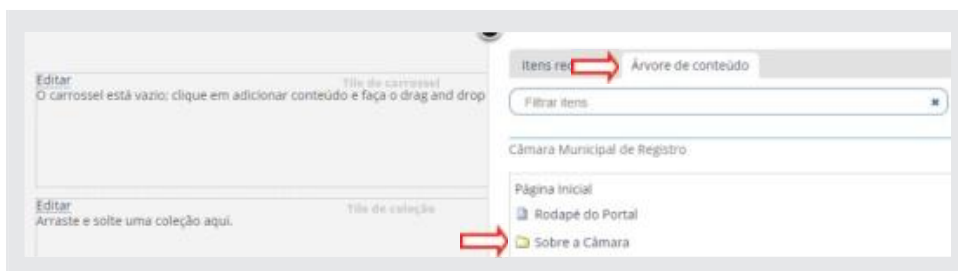 Editar
Tile de carrossel
O carrossel está vazio; clique em adicionar conteúdo e faça o drag and drop
Editar
Tile de coleção
Arraste e solte uma coleção aqui.
Itens
Árvore de conteúdo
Filtrar itens
Câmara Municipal de Registro
Página Inicial
Rodapé do Portal
Sobre a Câmara